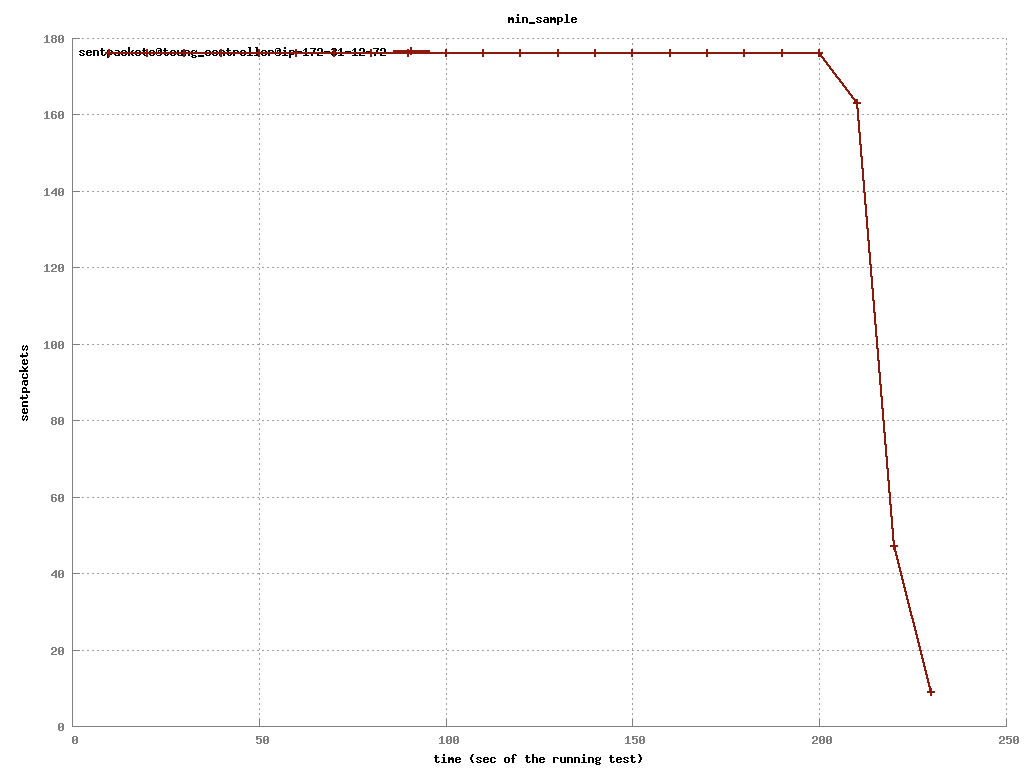 min_sample
180
sentpackets@tsung_controller@ip-172-31-12-72
160
140
120
100
sentpackets
80
60
40
20
0
0 50 100 150 200 250
time (sec of the running test)